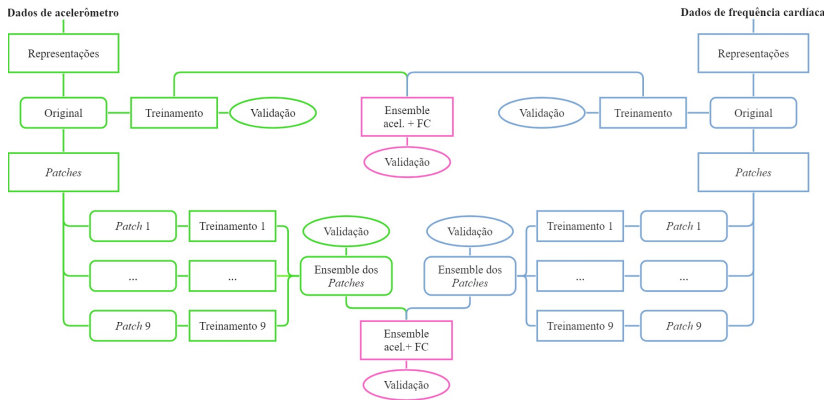 Dados de acelerômetro
Dados de frequência cardíaca
Representações
Representações
Original
Treinamento
Validação
Ensemble
acel. + FC
Validação
Treinamento
Original
Validação
Patches
Patches
Patch 1
Treinamento 1
Validação
Validação
Treinamento 1
Patch 1
...
...
Ensemble dos
Patches
Ensemble dos
Patches
...
...
Patch 9
Treinamento 9
Ensemble
acel.+ FC
Treinamento 9
Patch 9
Validação